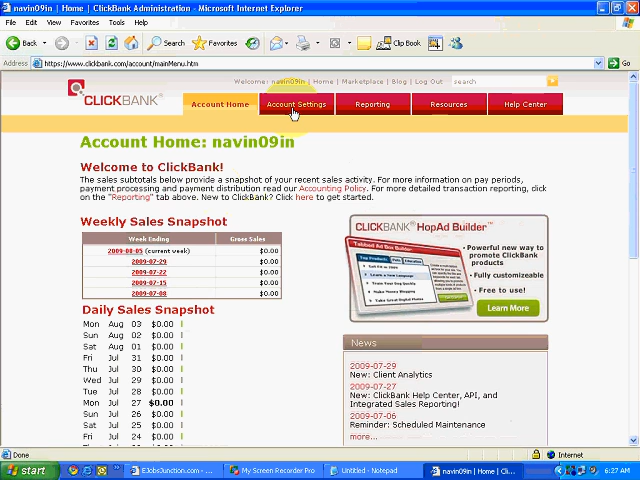 navin09in | Home | ClickBank Administration - Microsoft Internet Explorer
File Edit View Favorites Tools Help
Back Search Favorites Clip Book
Address https://www.clickbank.com/account/mainMenu.htm Go
Welcome: navin09in | Home | Marketplace | Blog | Log Out search
CLICKBANK
Account Home Account Settings Reporting Resources Help Center
Account Home: navin09in
Welcome to ClickBank!
The sales subtotals below provide a snapshot of your recent sales activity. For more information on pay periods,
payment processing and payment distribution read our Accounting Policy. For more detailed transaction reporting, click
on the "Reporting" tab above. New to ClickBank? Click here to get started.
Weekly Sales Snapshot
Week Ending Gross Sales
2009-08-05 (current week) $0.00
2009-07-29 $0.00
2009-07-22 $0.00
2009-07-15 $0.00
2009-07-08 $0.00
Daily Sales Snapshot
Mon Aug 03 $0.00
Sun Aug 02 $0.00
Sat Aug 01 $0.00
Fri Jul 31 $0.00
Thu Jul 30 $0.00
Wed Jul 29 $0.00
Tue Jul 28 $0.00
Mon Jul 27 $0.00
Sun Jul 26 $0.00
Sat Jul 25 $0.00
Fri Jul 24 $0.00
CLICKBANK HopAd Builder™
Tabbed Ad Box Builder
Powerful new way to
promote ClickBank
products
Fully customizeable
Free to use!
Learn More
News
2009-07-29
New: Client Analytics
2009-07-27
New: ClickBank Help Center, API, and
Integrated Sales Reporting!
2009-07-06
Reminder: Scheduled Maintenance
more...
Done Internet
start EJobsJunction.com - ... My Screen Recorder Pro Untitled - Notepad navin09in | Home | Cli... 6:27 AM